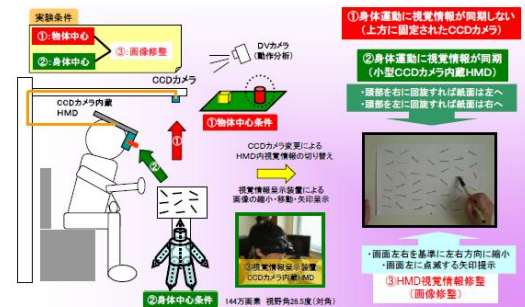 実験条件
①:物体中心
②:身体中心
③:画像修整
DVカメラ
(動作分析)
CCDカメラ
CCDカメラ内蔵
HMD
①物体中心条件
①
②
CCDカメラ変更による
HMD内視覚情報の切り替え
視覚情報呈示装置による
画像の縮小・移動・矢印呈示
③視覚情報呈示装置
CCDカメラ内蔵HMD
②身体中心条件
144万画素 視野角28.5度(対角)
①身体運動に視覚情報が同期しない
(上方に固定されたCCDカメラ)
②身体運動に視覚情報が同期
(小型CCDカメラ内蔵HMD)
・頭部を右に回旋すれば紙面は左へ
・頭部を左に回旋すれば紙面は右へ
・画面左右を基準に左右方向に縮小
・画面左に点滅する矢印提示
③HMD視覚情報修整
(画像修整)